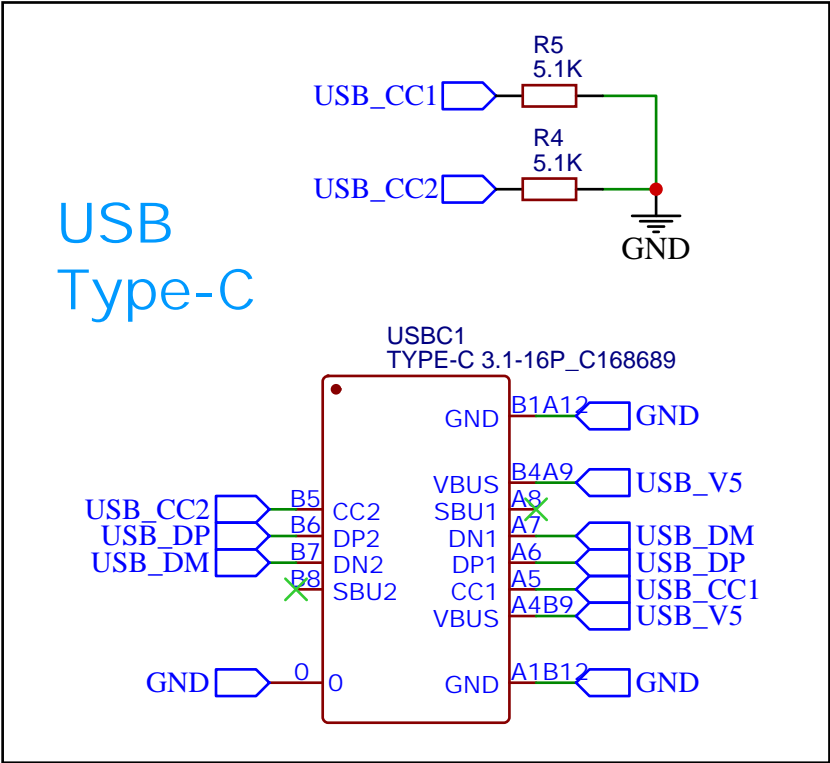 R5
5.1K
USB_CC1
R4
5.1K
USB_CC2
GND
USB
Type-C
USBC1
TYPE-C 3.1-16P_C168689
GND B1A12 GND
VBUS B4A9 USB_V5
USB_CC2 B5 CC2 SBU1 A8
USB_DP B6 DP2 DN1 A7 USB_DM
USB_DM B7 DN2 DP1 A6 USB_DP
B8 SBU2 CC1 A5 USB_CC1
VBUS A4B9 USB_V5
GND 0 0 GND A1B12 GND